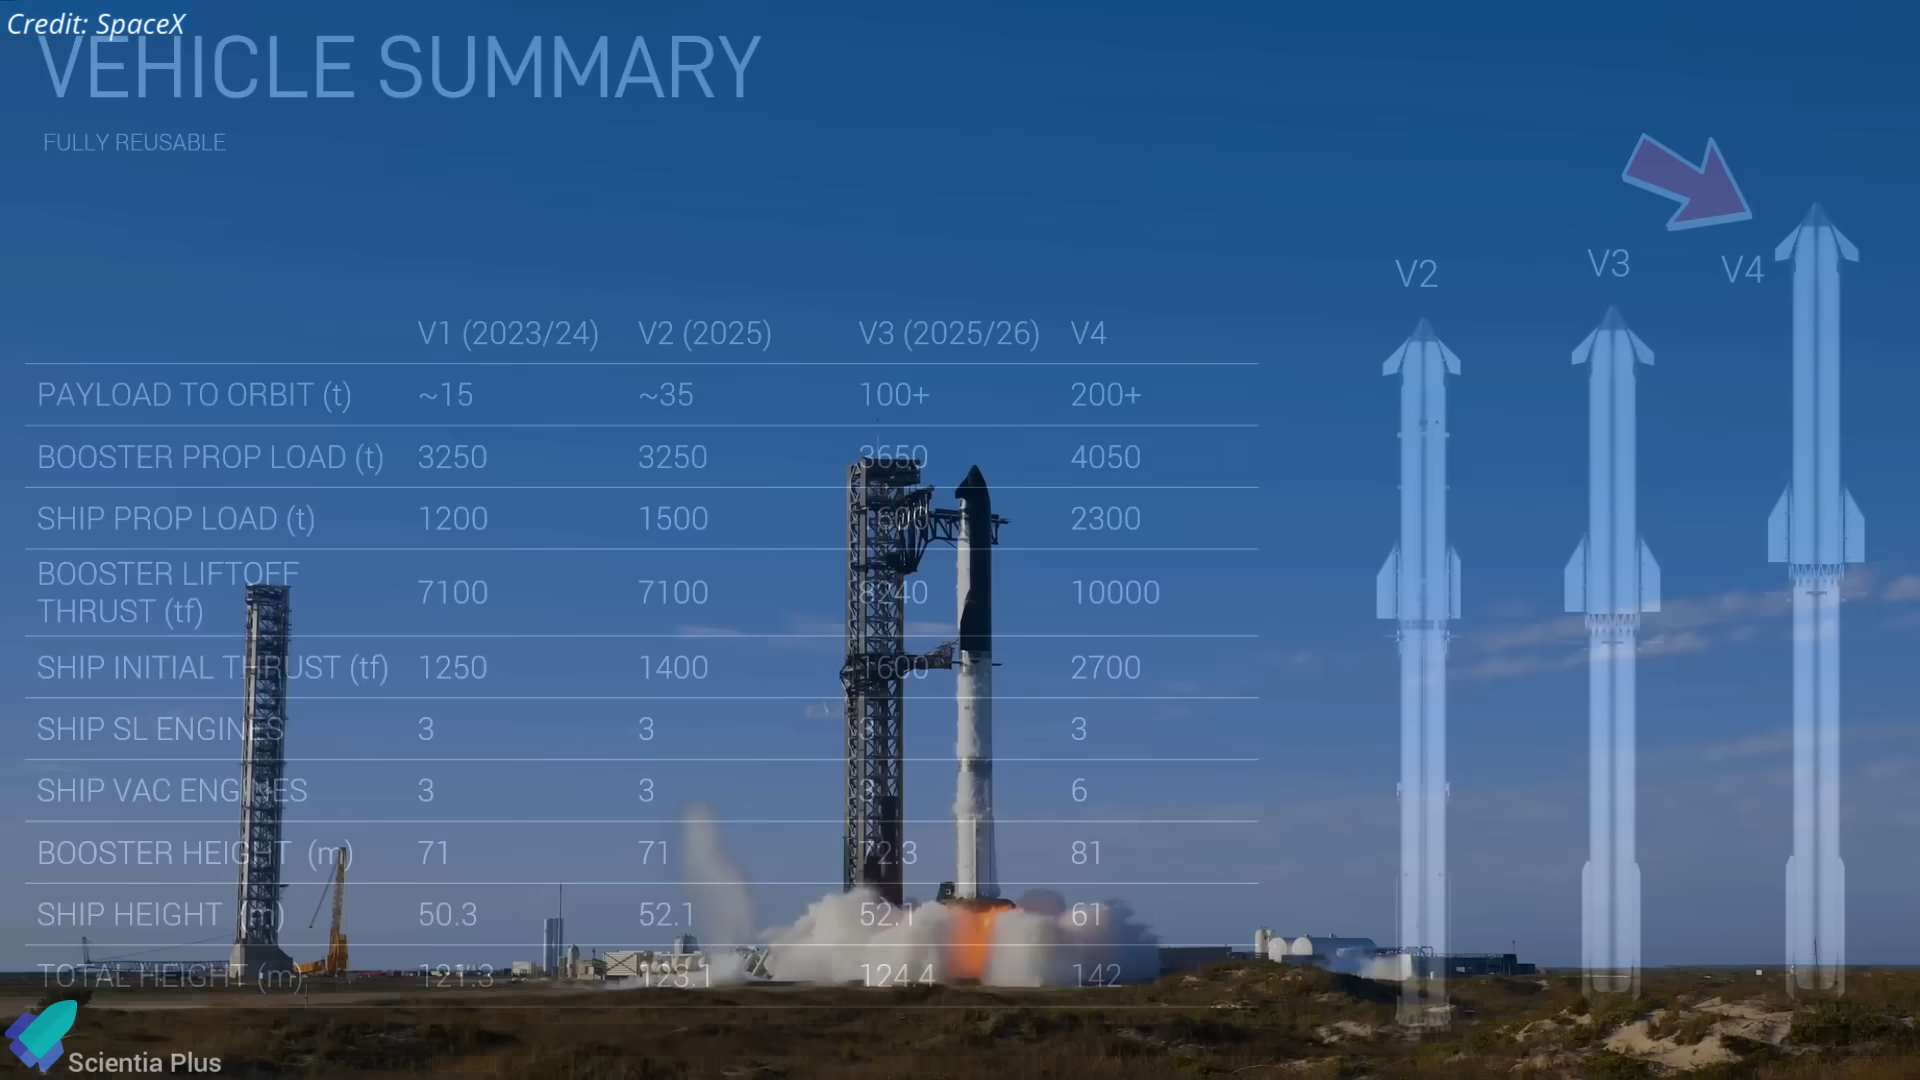 Credit: SpaceX
VEHICLE SUMMARY
FULLY REUSABLE
V2 V3 V4
V1 (2023/24) V2 (2025) V3 (2025/26) V4
PAYLOAD TO ORBIT (t) ~15 ~35 100+ 200+
BOOSTER PROP LOAD (t) 3250 3250 3650 4050
SHIP PROP LOAD (t) 1200 1500 1600 2300
BOOSTER LIFTOFF
THRUST (tf) 7100 7100 8240 10000
SHIP INITIAL THRUST (tf) 1250 1400 1600 2700
SHIP SL ENGINES 3 3 3 3
SHIP VAC ENGINES 3 3 3 6
BOOSTER HEIGHT (m) 71 71 72.3 81
SHIP HEIGHT (m) 50.3 52.1 52.1 61
TOTAL HEIGHT (m) 121.3 123.1 124.4 142
Scientia Plus